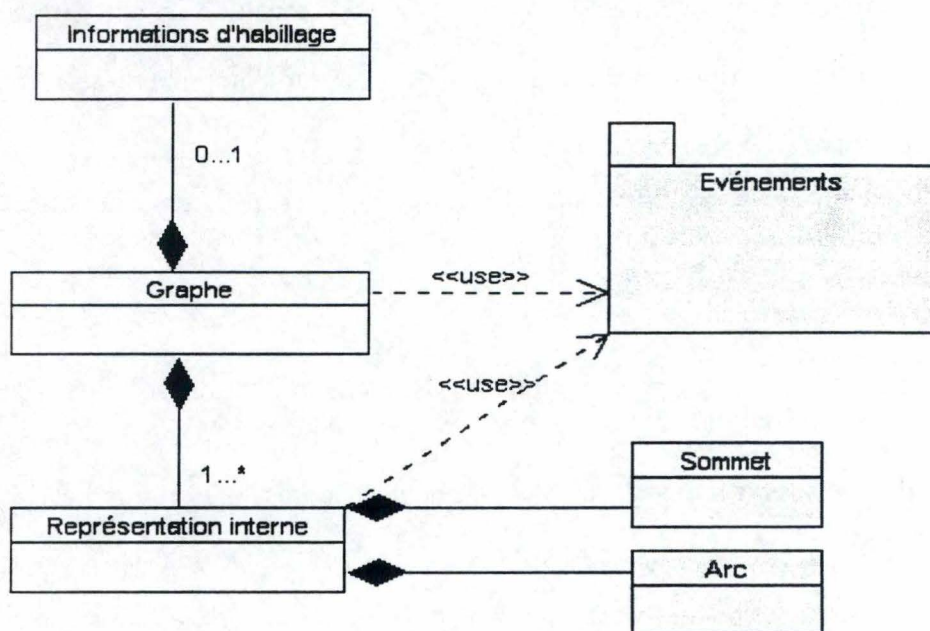 Informations d'habillage
0...1
Evénements
Graphe
<<use>>
<<use>>
1...*
Sommet
Représentation interne
Arc